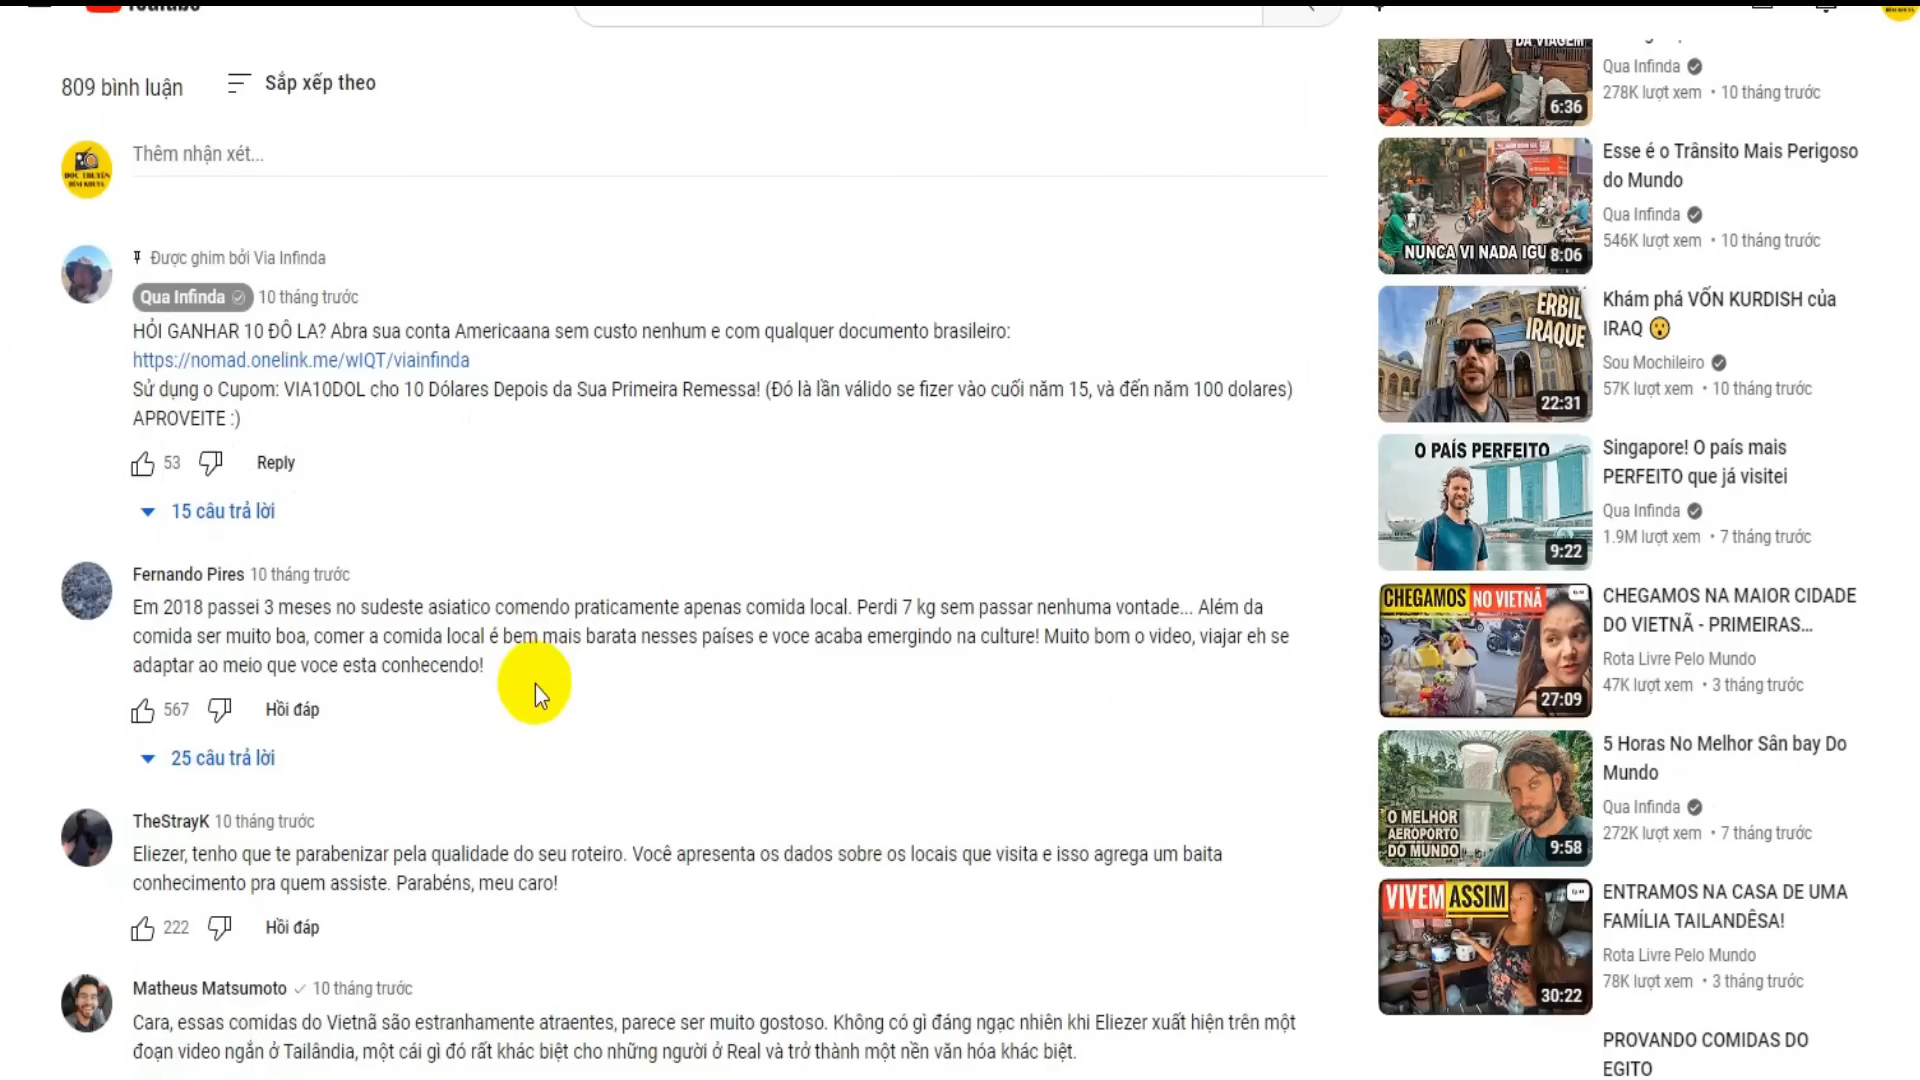 YouTube
809 bình luận
Sắp xếp theo
Thêm nhận xét...
ĐỌC TRUYỆN
ĐÊM KHUYA
Được ghim bởi Via Infinda
Qua Infinda 10 tháng trước
HỎI GANHAR 10 ĐÔ LA? Abra sua conta Americaana sem custo nenhum e com qualquer documento brasileiro:
https://nomad.onelink.me/wIQT/viainfinda
Sử dụng o Cupom: VIA10DOL cho 10 Dólares Depois da Sua Primeira Remessa! (Đó là lần válido se fizer vào cuối năm 15, và đến năm 100 dolares)
APROVEITE :)
53 Reply
15 câu trả lời
Fernando Pires 10 tháng trước
Em 2018 passei 3 meses no sudeste asiatico comendo praticamente apenas comida local. Perdi 7 kg sem passar nenhuma vontade... Além da
comida ser muito boa, comer a comida local é bem mais barata nesses países e voce acaba emergindo na culture! Muito bom o video, viajar eh se
adaptar ao meio que voce esta conhecendo!
567 Hồi đáp
25 câu trả lời
TheStrayK 10 tháng trước
Eliezer, tenho que te parabenizar pela qualidade do seu roteiro. Você apresenta os dados sobre os locais que visita e isso agrega um baita
conhecimento pra quem assiste. Parabéns, meu caro!
222 Hồi đáp
Matheus Matsumoto 10 tháng trước
Cara, essas comidas do Vietnã são estranhamente atraentes, parece ser muito gostoso. Không có gì đáng ngạc nhiên khi Eliezer xuất hiện trên một
đoạn video ngắn ở Tailândia, một cái gì đó rất khác biệt cho những người ở Real và trở thành một nền văn hóa khác biệt.
DA VIAGEM
6:36
Qua Infinda
278K lượt xem • 10 tháng trước
NUNCA VI NADA IGU
8:06
Esse é o Trânsito Mais Perigoso
do Mundo
Qua Infinda
546K lượt xem • 10 tháng trước
ERBIL
IRAQUE
22:31
Khám phá VỐN KURDISH của
IRAQ 😮
Sou Mochileiro
57K lượt xem • 10 tháng trước
O PAÍS PERFEITO
9:22
Singapore! O país mais
PERFEITO que já visitei
Qua Infinda
1.9M lượt xem • 7 tháng trước
CHEGAMOS NO VIETNÃ
27:09
CHEGAMOS NA MAIOR CIDADE
DO VIETNÃ - PRIMEIRAS...
Rota Livre Pelo Mundo
47K lượt xem • 3 tháng trước
O MELHOR
AEROPORTO
DO MUNDO
9:58
5 Horas No Melhor Sân bay Do
Mundo
Qua Infinda
272K lượt xem • 7 tháng trước
VIVEM ASSIM
30:22
ENTRAMOS NA CASA DE UMA
FAMÍLIA TAILANDÊSA!
Rota Livre Pelo Mundo
78K lượt xem • 3 tháng trước
PROVANDO COMIDAS DO
EGITO